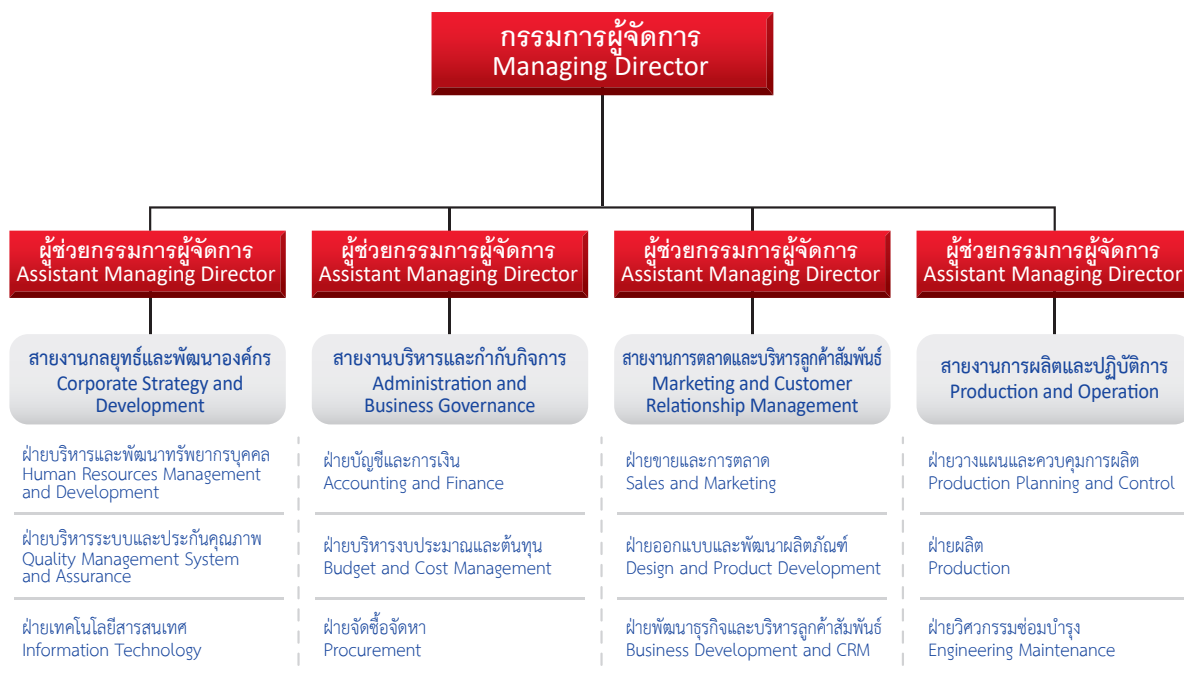 กรรมการผู้จัดการ
Managing Director
ผู้ช่วยกรรมการผู้จัดการ
Assistant Managing Director
ผู้ช่วยกรรมการผู้จัดการ
Assistant Managing Director
ผู้ช่วยกรรมการผู้จัดการ
Assistant Managing Director
ผู้ช่วยกรรมการผู้จัดการ
Assistant Managing Director
สายงานกลยุทธ์และพัฒนาองค์กร
Corporate Strategy and
Development
สายงานบริหารและกำกับกิจการ
Administration and
Business Governance
สายงานการตลาดและบริหารลูกค้าสัมพันธ์
Marketing and Customer
Relationship Management
สายงานการผลิตและปฏิบัติการ
Production and Operation
ฝ่ายบริหารและพัฒนาทรัพยากรบุคคล
Human Resources Management
and Development
ฝ่ายบัญชีและการเงิน
Accounting and Finance
ฝ่ายขายและการตลาด
Sales and Marketing
ฝ่ายวางแผนและควบคุมการผลิต
Production Planning and Control
ฝ่ายบริหารระบบและประกันคุณภาพ
Quality Management System
and Assurance
ฝ่ายบริหารงบประมาณและต้นทุน
Budget and Cost Management
ฝ่ายออกแบบและพัฒนาผลิตภัณฑ์
Design and Product Development
ฝ่ายผลิต
Production
ฝ่ายเทคโนโลยีสารสนเทศ
Information Technology
ฝ่ายจัดซื้อจัดหา
Procurement
ฝ่ายพัฒนาธุรกิจและบริหารลูกค้าสัมพันธ์
Business Development and CRM
ฝ่ายวิศวกรรมซ่อมบำรุง
Engineering Maintenance